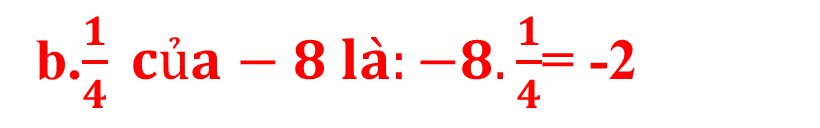 b. 1/4 của − 8 là: −8. 1/4 = -2